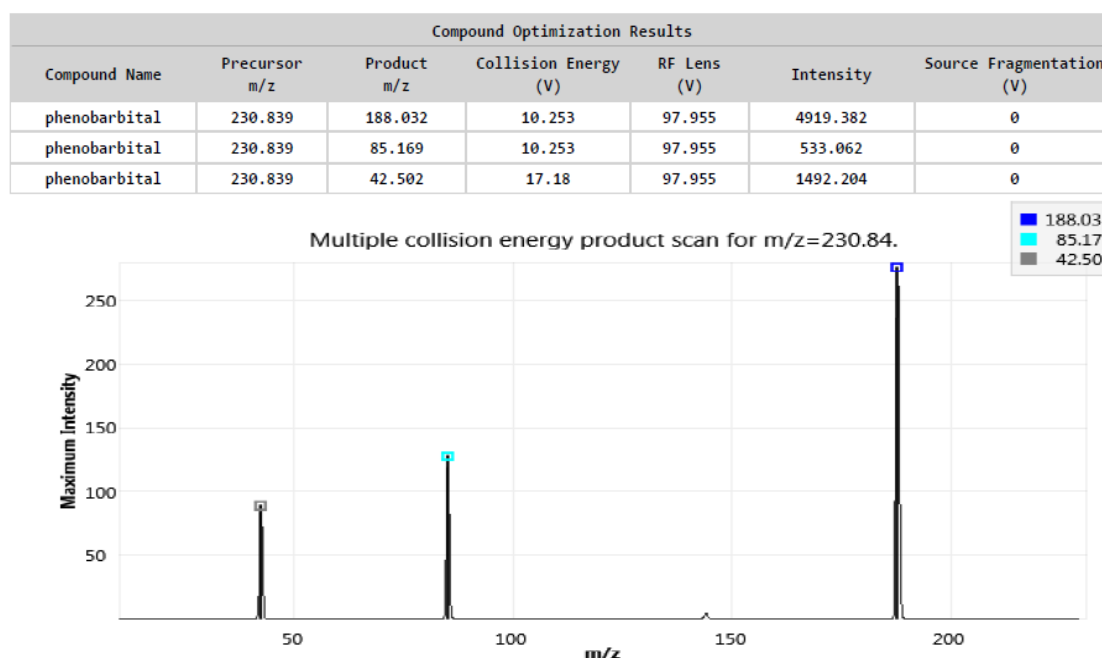 Compound Optimization Results
Compound Name Precursor m/z Product m/z Collision Energy (V) RF Lens (V) Intensity Source Fragmentation (V)
phenobarbital 230.839 188.032 10.253 97.955 4919.382 0
phenobarbital 230.839 85.169 10.253 97.955 533.062 0
phenobarbital 230.839 42.502 17.18 97.955 1492.204 0
188.03
85.17
42.50
Multiple collision energy product scan for m/z=230.84.
Maximum Intensity
250
200
150
100
50
50 100 150 200
m/z